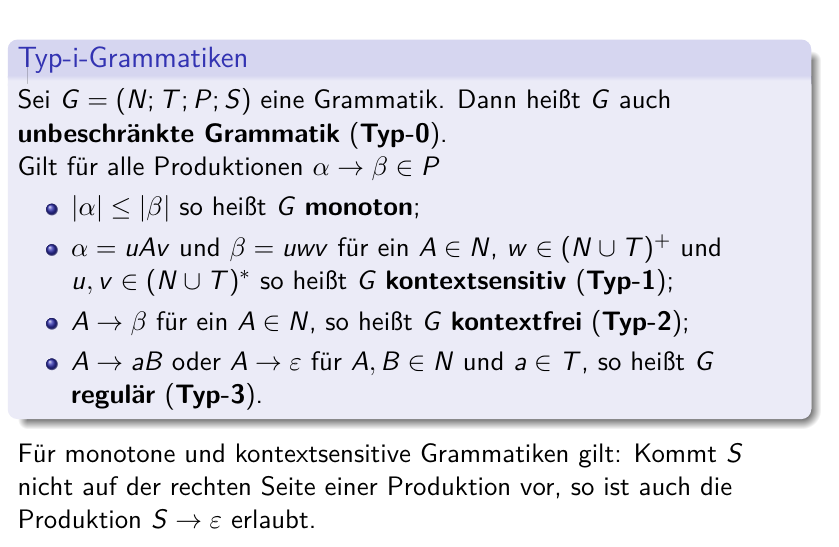 Typ-i-Grammatiken
Sei G = (N; T; P; S) eine Grammatik. Dann heißt G auch
unbeschränkte Grammatik (Typ-0).
Gilt für alle Produktionen α → β ∈ P
|α| ≤ |β| so heißt G monoton;
α = uAv und β = uwv für ein A ∈ N, w ∈ (N ∪ T)⁺ und
u, v ∈ (N ∪ T)* so heißt G kontextsensitiv (Typ-1);
A → β für ein A ∈ N, so heißt G kontextfrei (Typ-2);
A → aB oder A → ε für A, B ∈ N und a ∈ T, so heißt G
regulär (Typ-3).
Für monotone und kontextsensitive Grammatiken gilt: Kommt S
nicht auf der rechten Seite einer Produktion vor, so ist auch die
Produktion S → ε erlaubt.